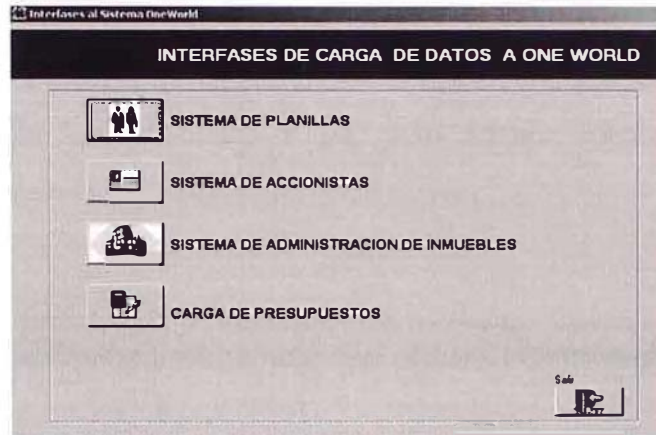 Interfases al Sistema OneWorld
INTERFASES DE CARGA DE DATOS A ONE WORLD
SISTEMA DE PLANILLAS
SISTEMA DE ACCIONISTAS
SISTEMA DE ADMINISTRACION DE INMUEBLES
CARGA DE PRESUPUESTOS
Salir